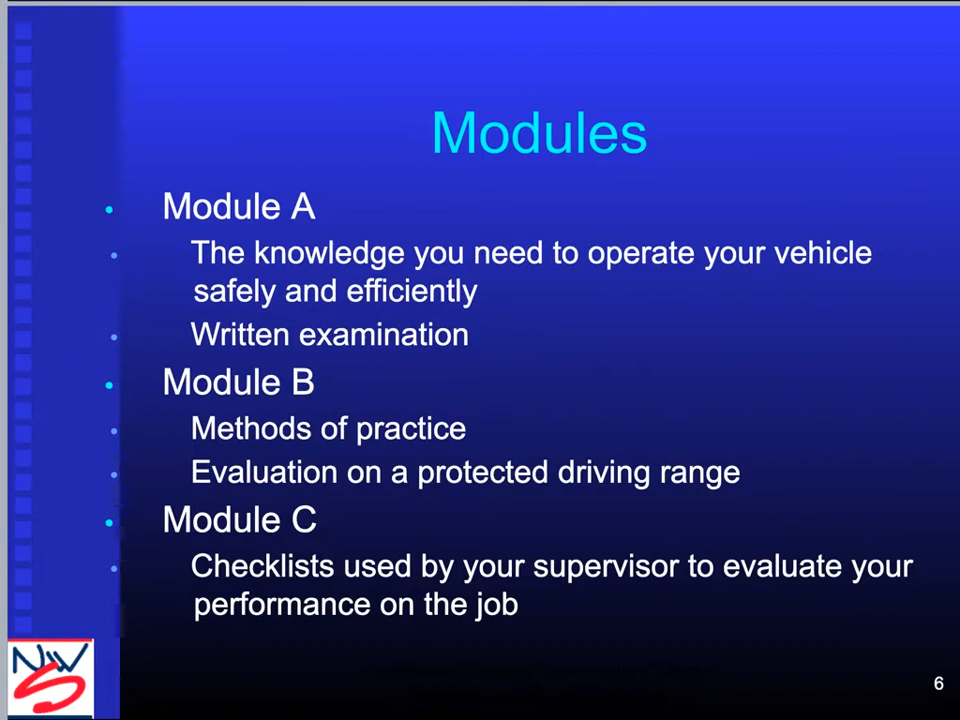 Modules
Module A
The knowledge you need to operate your vehicle
safely and efficiently
Written examination
Module B
Methods of practice
Evaluation on a protected driving range
Module C
Checklists used by your supervisor to evaluate your
performance on the job
NWS
6